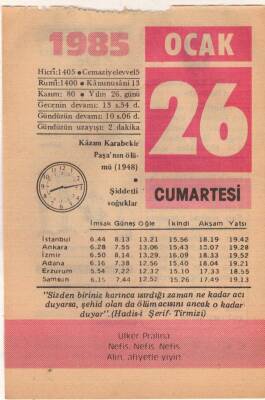 1985
OCAK
26
CUMARTESİ
Hicrî:1405 • Cemaziyelevvel5
Rumî:1400 • Kânunusâni 13
Kasım: 80 • Yılın 26. günü
Gecenin devamı: 13 s.54 d.
Gündüzün devamı: 10 s.06 d.
Gündüzün uzayışı: 2 dakika
Kâzım Karabekir
Paşa'nın ölü-
mü (1948)
•
Şiddetli
soğuklar
İmsak Güneş Öğle İkindi Akşam Yatsı
İstanbul 6.44 8.13 13.21 15.56 18.19 19.42
Ankara 6.28 7.55 13.06 15.43 18.07 19.28
İzmir 6.50 8.14 13.29 16.09 18.33 19.52
Adana 6.16 7.38 12.56 15.40 18.04 19.21
Erzurum 5.54 7.22 12.32 15.10 17.33 18.55
Samsun 6.15 7.44 12.52 15.26 17.49 19.13
"Sizden biriniz karınca ısırdığı zaman ne kadar acı
duyarsa, şehid olan da ölüm acısını ancak o kadar
duyar". (Hadis-i Şerif- Tirmizi)
Ülker Pralina
Nefis, Nefis, Nefis.
Alın, afiyetle yiyin.